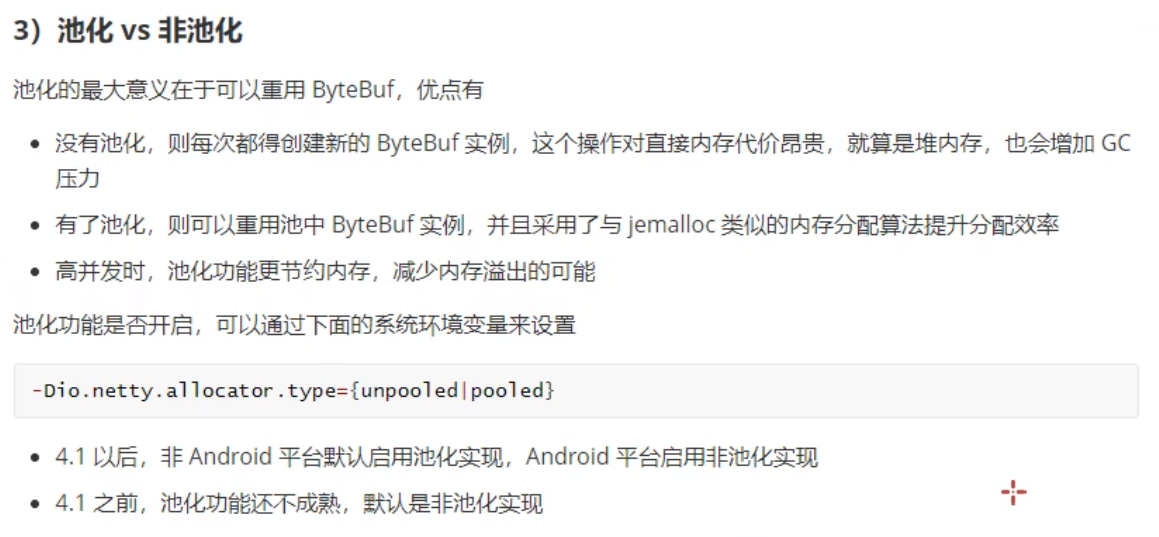 3）池化 vs 非池化
池化的最大意义在于可以重用 ByteBuf，优点有
• 没有池化，则每次都得创建新的 ByteBuf 实例，这个操作对直接内存代价昂贵，就算是堆内存，也会增加 GC
压力
• 有了池化，则可以重用池中 ByteBuf 实例，并且采用了与 jemalloc 类似的内存分配算法提升分配效率
• 高并发时，池化功能更节约内存，减少内存溢出的可能
池化功能是否开启，可以通过下面的系统环境变量来设置
-Dio.netty.allocator.type={unpooled|pooled}
• 4.1 以后，非 Android 平台默认启用池化实现，Android 平台启用非池化实现
• 4.1 之前，池化功能还不成熟，默认是非池化实现